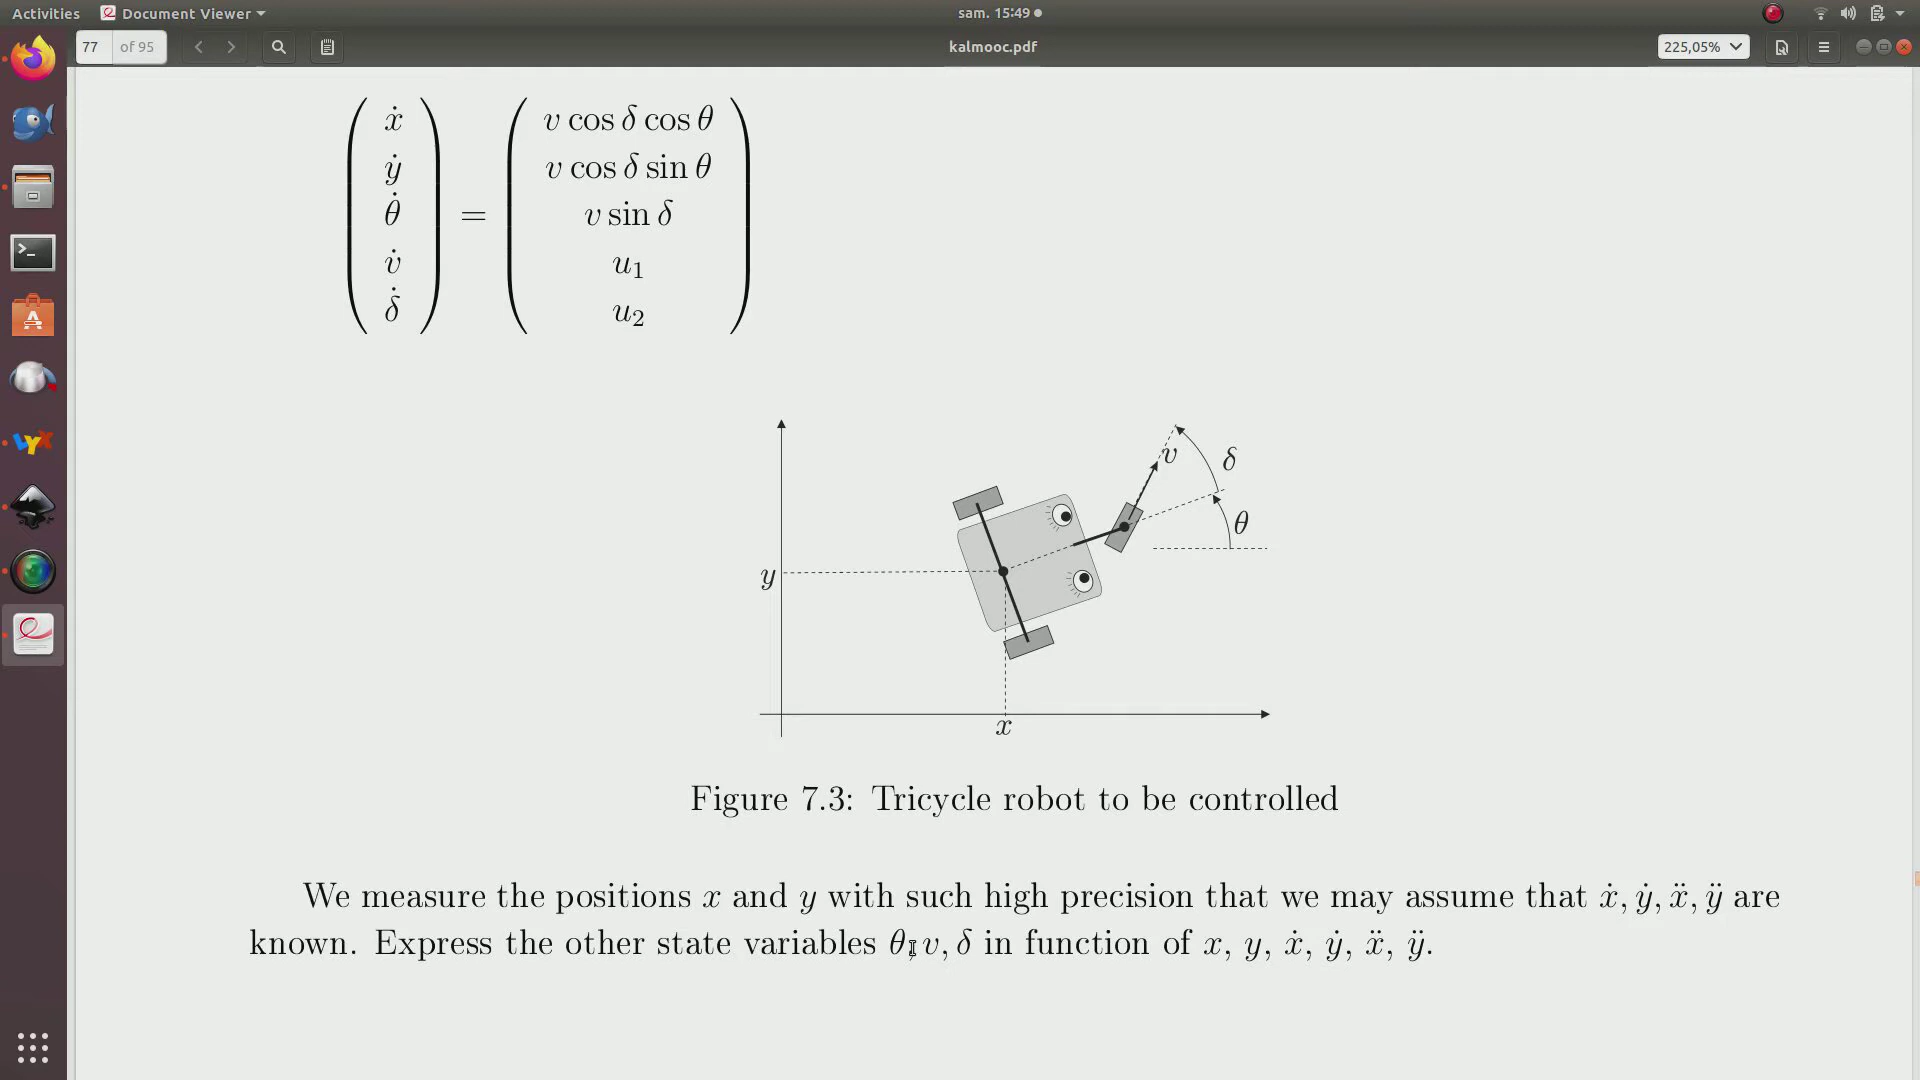 Activities Document Viewer sam. 15:49
77 of 95 kalmooc.pdf 225,05%
ẋ v cos δ cos θ
ẏ v cos δ sin θ
θ̇ = v sin δ
v̇ u₁
δ̇ u₂
v δ
θ
y
x
Figure 7.3: Tricycle robot to be controlled
We measure the positions x and y with such high precision that we may assume that ẋ, ẏ, ẍ, ÿ are
known. Express the other state variables θ, v, δ in function of x, y, ẋ, ẏ, ẍ, ÿ.